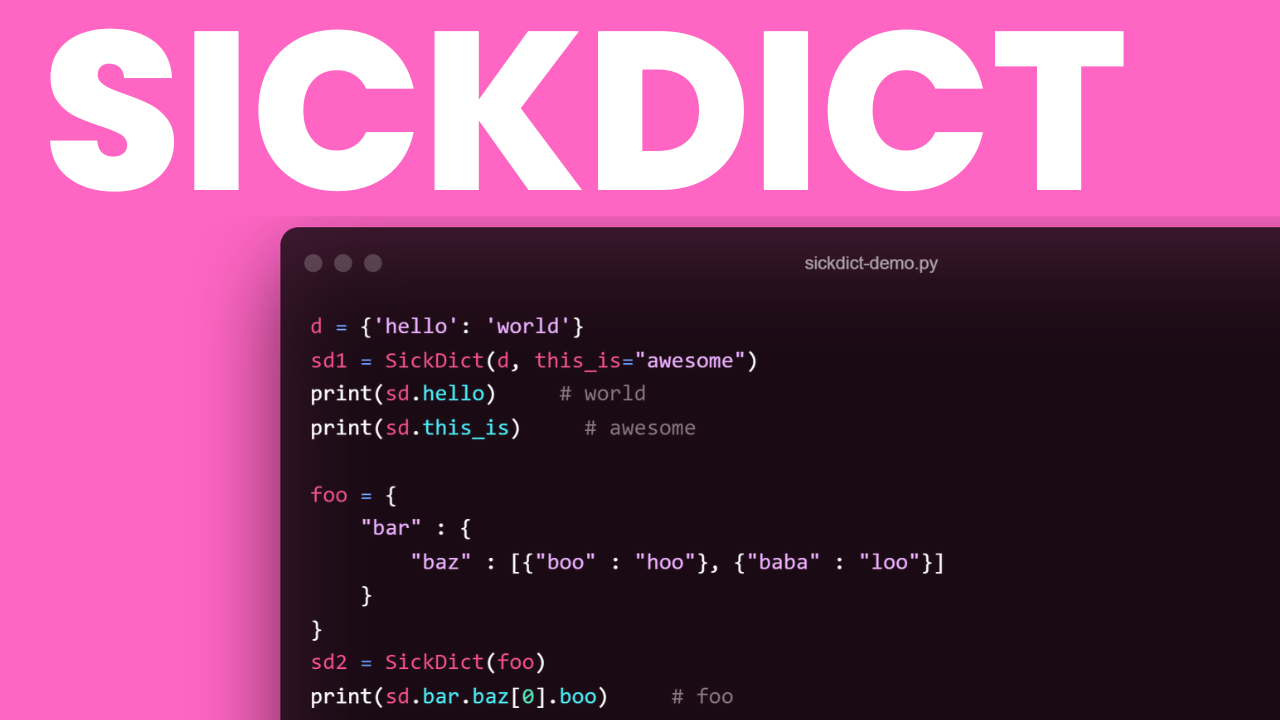 SICKDICT
sickdict-demo.py
d = {'hello': 'world'}
sd1 = SickDict(d, this_is="awesome")
print(sd.hello)     # world
print(sd.this_is)     # awesome
foo = {
    "bar" : {
        "baz" : [{"boo" : "hoo"}, {"baba" : "loo"}]
    }
}
sd2 = SickDict(foo)
print(sd.bar.baz[0].boo)     # foo